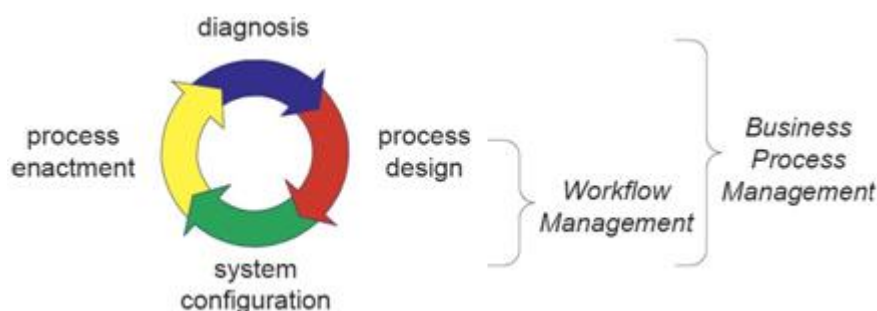 diagnosis
process
enactment
process
design
system
configuration
Workflow
Management
Business
Process
Management